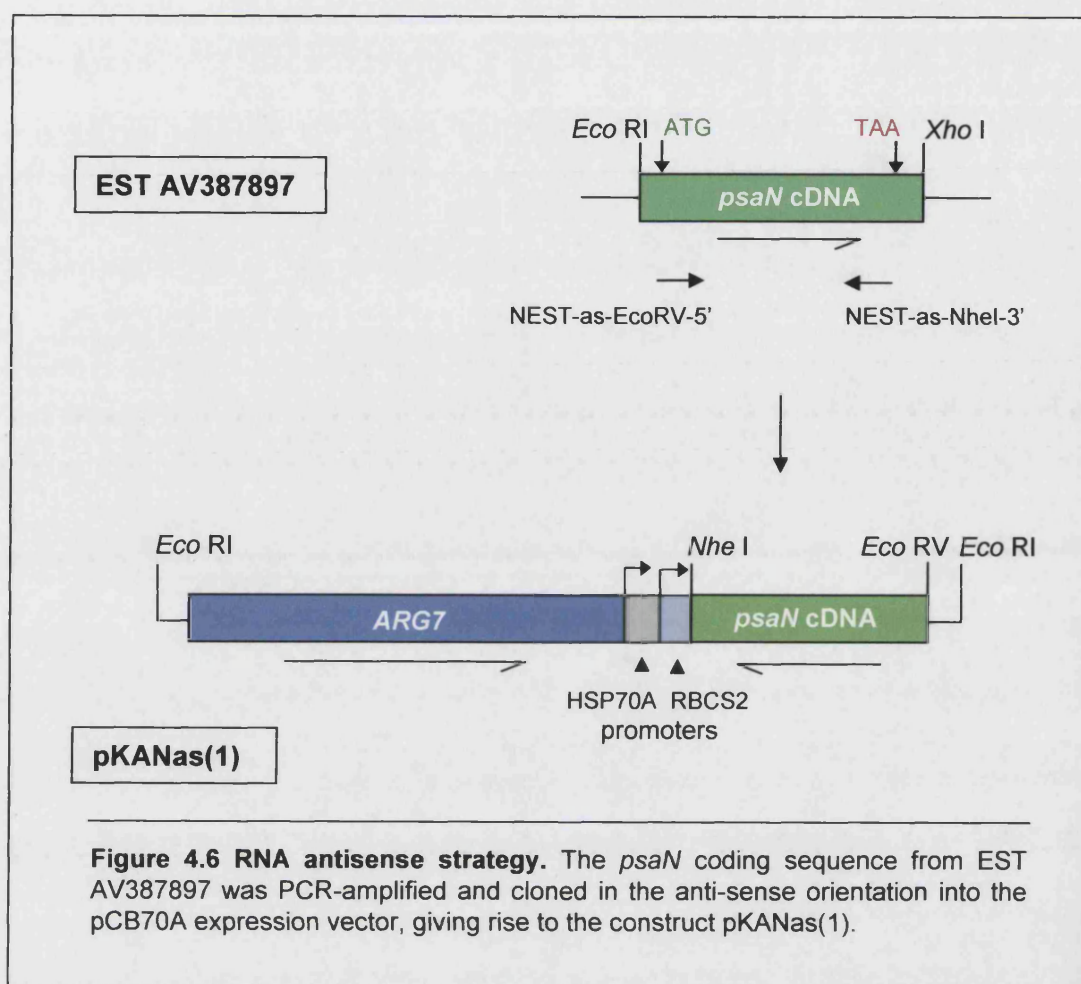 Eco RI ATG TAA Xho I
EST AV387897
psaN cDNA
NEST-as-EcoRV-5' NEST-as-NheI-3'
Eco RI Nhe I Eco RV Eco RI
ARG7 psaN cDNA
HSP70A RBCS2
promoters
pKANas(1)
Figure 4.6 RNA antisense strategy. The psaN coding sequence from EST
AV387897 was PCR-amplified and cloned in the anti-sense orientation into the
pCB70A expression vector, giving rise to the construct pKANas(1).